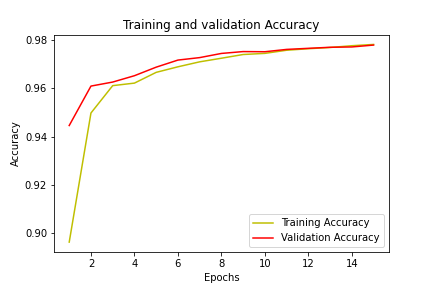 Training and validation Accuracy
0.98
0.96
0.94
0.92
0.90
Accuracy
Training Accuracy
Validation Accuracy
2 4 6 8 10 12 14
Epochs